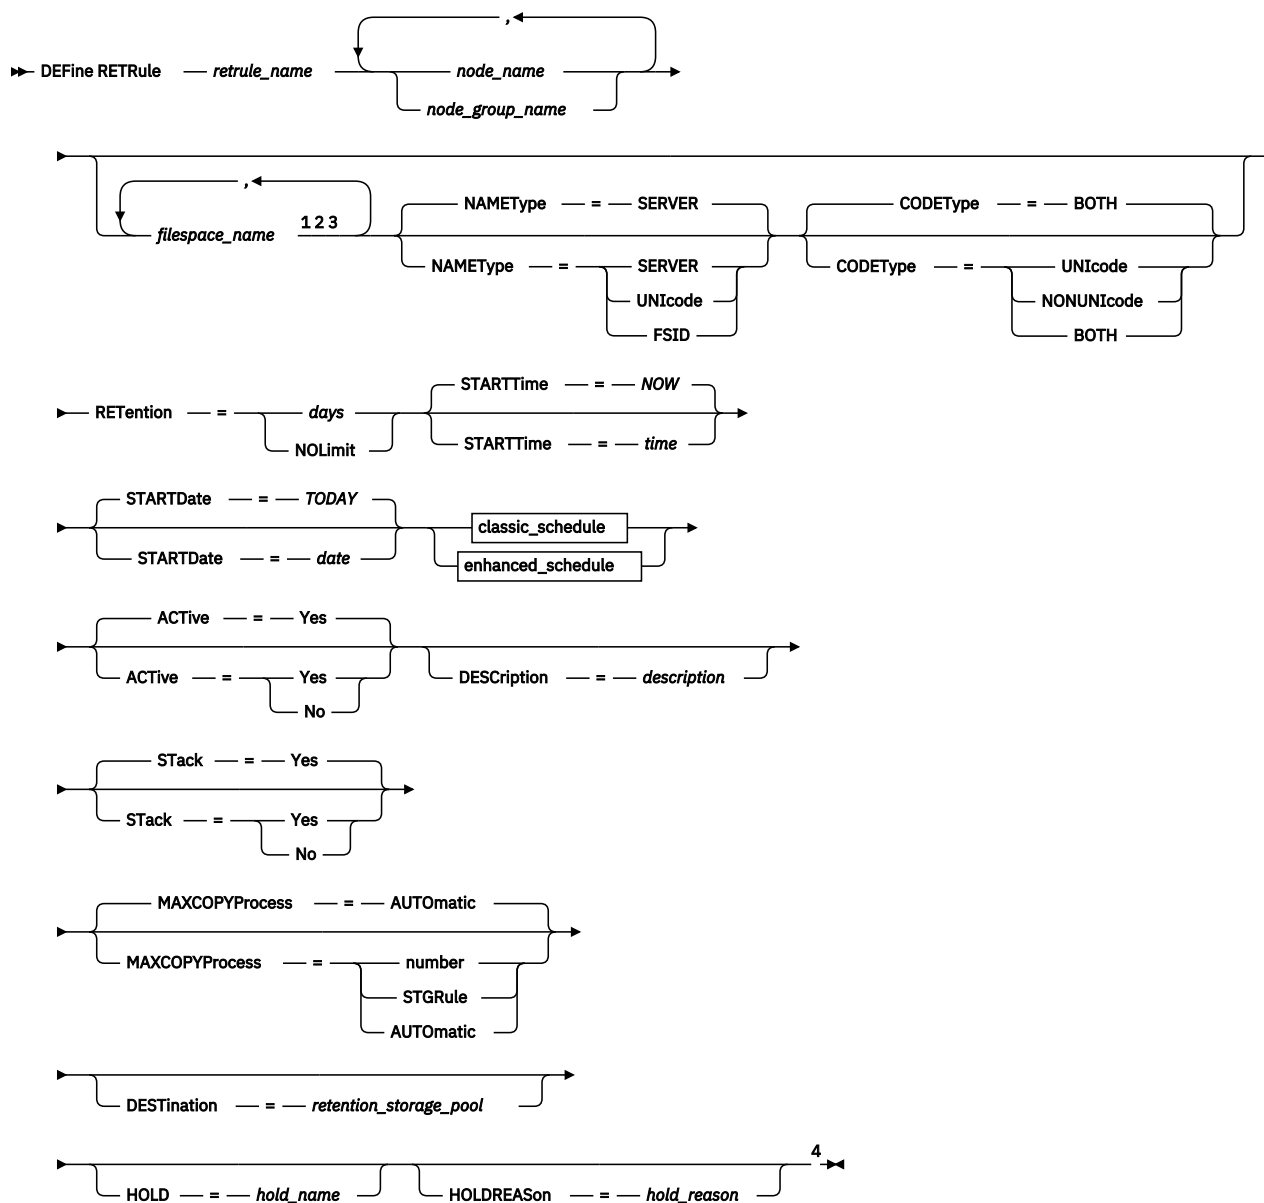 ,
DEFine RETRule retrule_name node_name
node_group_name
,
NAMEType = SERVER CODEType = BOTH
filespace_name 1 2 3
NAMEType = SERVER CODEType = UNIcode
UNIcode NONUNIcode
FSID BOTH
STARTTime = NOW
RETention = days
NOLimit STARTTime = time
STARTDate = TODAY
classic_schedule
STARTDate = date enhanced_schedule
ACTive = Yes
ACTive = Yes DESCription = description
No
STack = Yes
STack = Yes
No
MAXCOPYProcess = AUTOmatic
MAXCOPYProcess = number
STGRule
AUTOmatic
DESTination = retention_storage_pool
4
HOLD = hold_name HOLDREASon = hold_reason